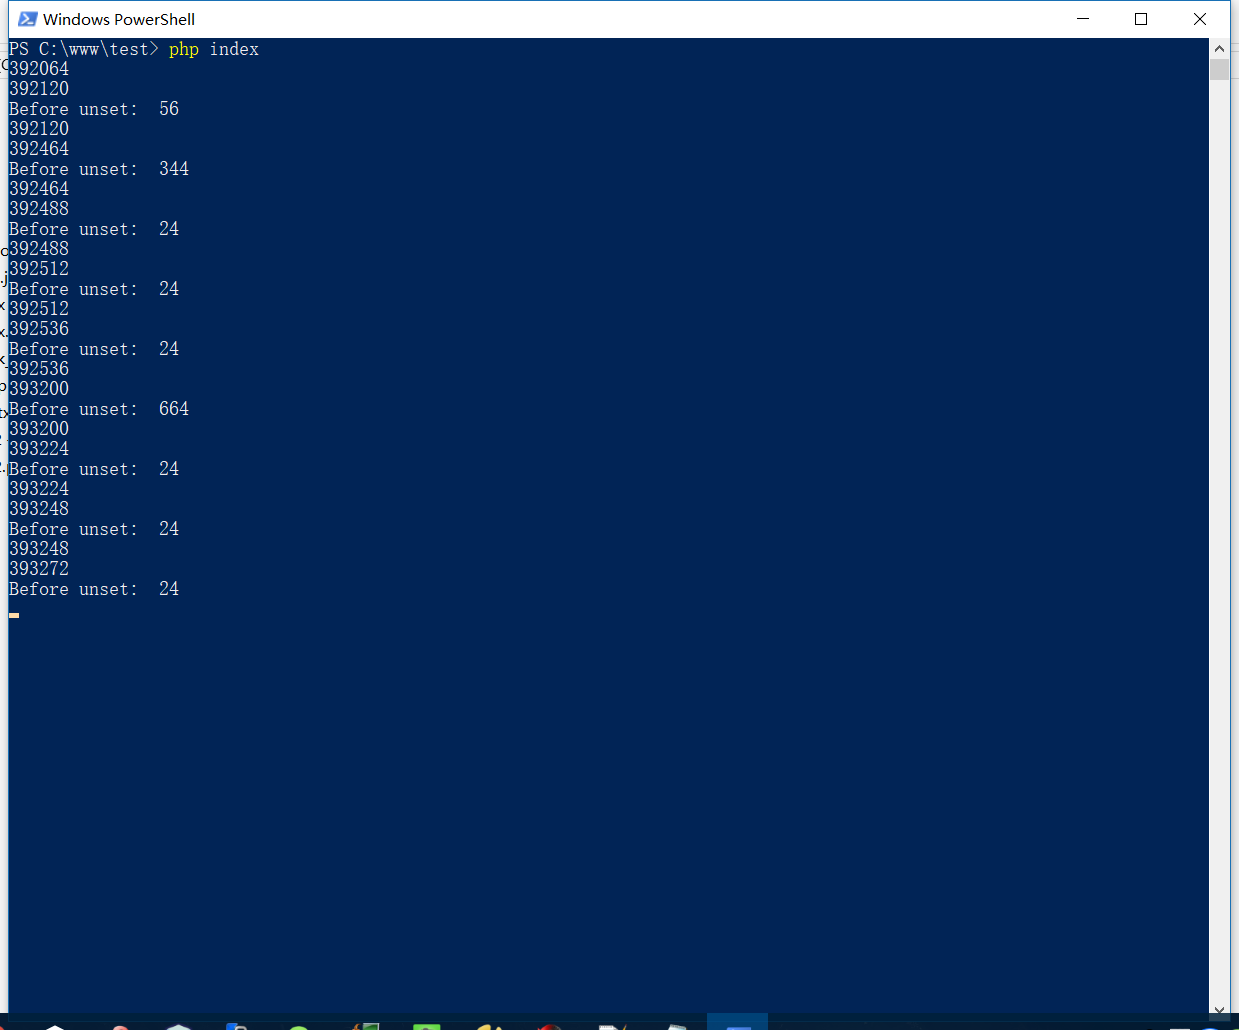 Windows PowerShell
PS C:\www\test> php index
392064
392120
Before unset:  56
392120
392464
Before unset:  344
392464
392488
Before unset:  24
392488
392512
Before unset:  24
392512
392536
Before unset:  24
392536
393200
Before unset:  664
393200
393224
Before unset:  24
393224
393248
Before unset:  24
393248
393272
Before unset:  24